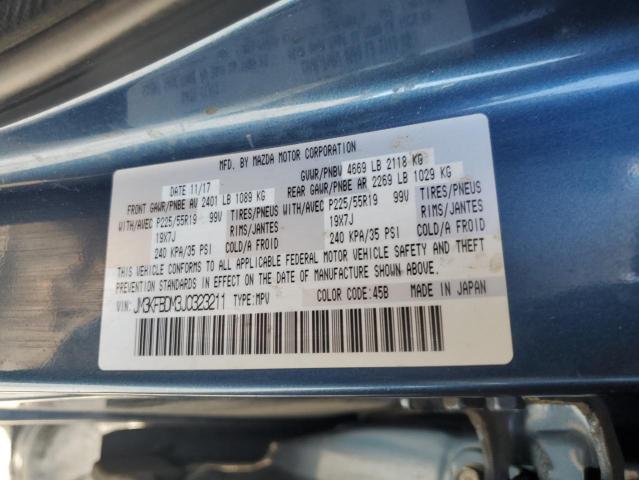 MFD. BY MAZDA MOTOR CORPORATION
DATE 11/17 GVWR/PNBV 4669 LB 2118 KG
FRONT GAWR/PNBE AV 2401 LB 1089 KG REAR GAWR/PNBE AR 2269 LB 1029 KG
WITH/AVEC P225/55R19 99V TIRES/PNEUS WITH/AVEC P225/55R19 99V TIRES/PNEUS
19X7J RIMS/JANTES 19X7J RIMS/JANTES
240 KPA/35 PSI COLD/A FROID 240 KPA/35 PSI COLD/A FROID
THIS VEHICLE CONFORMS TO ALL APPLICABLE FEDERAL MOTOR VEHICLE SAFETY AND THEFT
PREVENTION STANDARDS IN EFFECT ON THE DATE OF MANUFACTURE SHOWN ABOVE.
VIN: JM3KFBDM3J0323211 TYPE:MPV COLOR CODE:45B MADE IN JAPAN